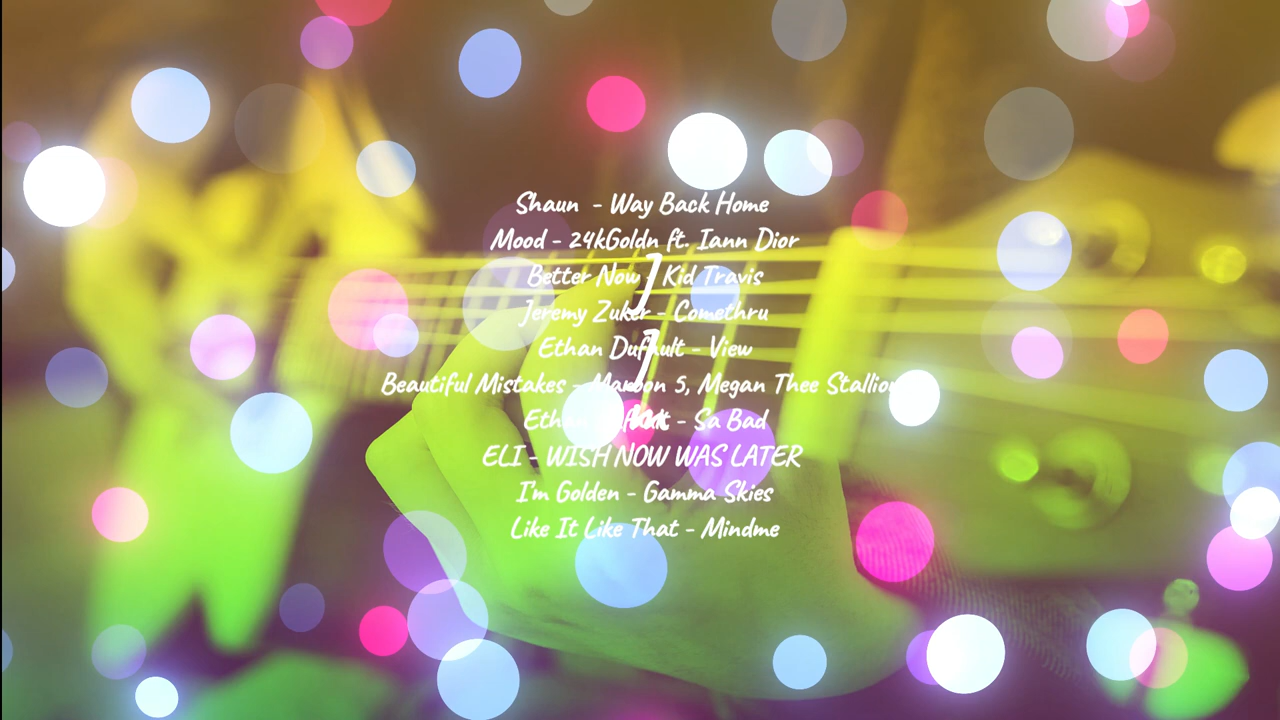 Shaun - Way Back Home
Mood - 24kGoldn ft. Iann Dior
Better Now - Kid Travis
Jeremy Zuker - Comethru
Ethan Dufault - View
Beautiful Mistakes - Maroon 5, Megan Thee Stallion
Ethan Dufault - Sa Bad
ELI - WISH NOW WAS LATER
I'm Golden - Gamma Skies
Like It Like That - Mindme